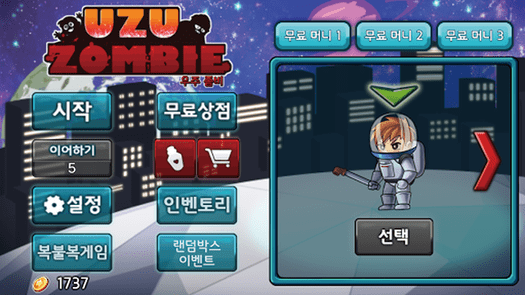 UZU
ZOMBIE
우주 좀비
무료 머니 1
무료 머니 2
무료 머니 3
시작
무료상점
이어하기
5
설정
인벤토리
복불복게임
랜덤박스
이벤트
선택
1737